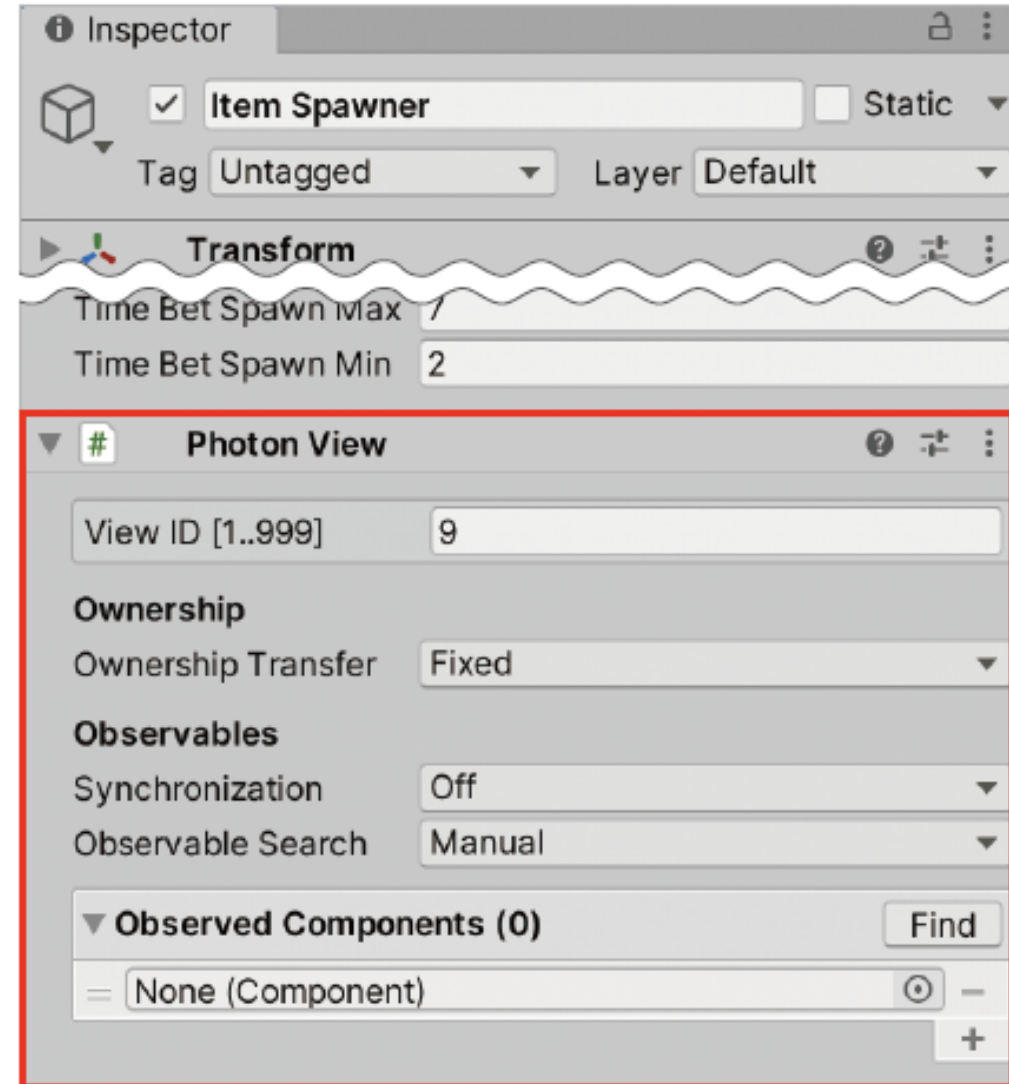 Inspector
Item Spawner Static
Tag Untagged Layer Default
Transform
Time Bet Spawn Max 7
Time Bet Spawn Min 2
# Photon View
View ID [1..999] 9
Ownership
Ownership Transfer Fixed
Observables
Synchronization Off
Observable Search Manual
Observed Components (0) Find
None (Component)